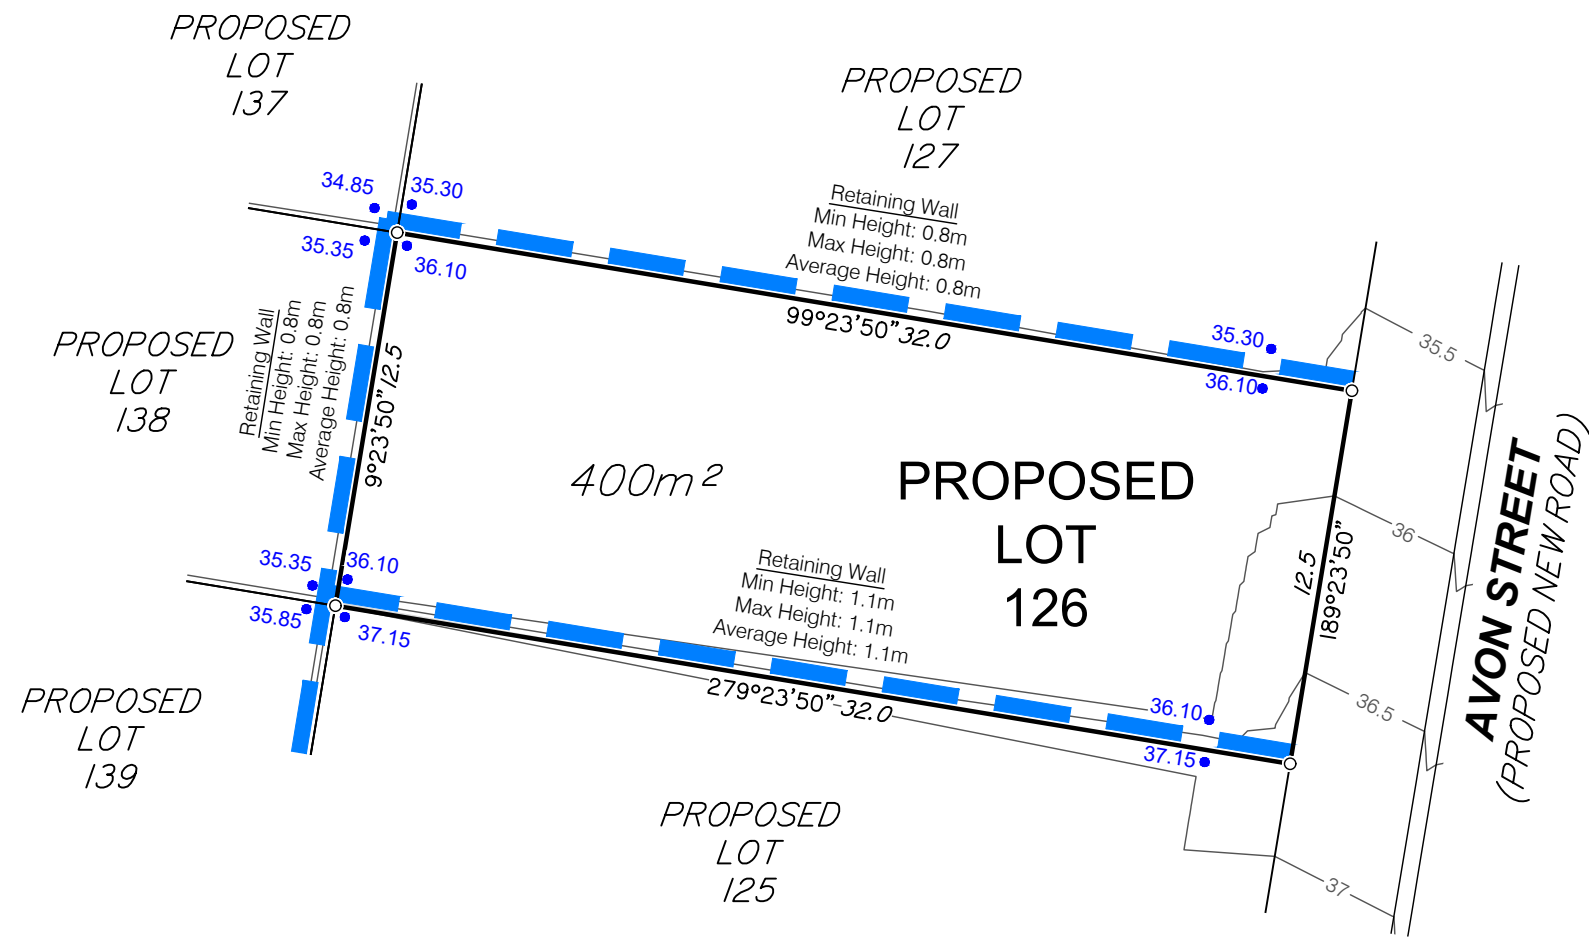 PROPOSED
LOT
137
PROPOSED
LOT
127
34.85
35.30
35.35
36.10
Retaining Wall
Min Height: 0.8m
Max Height: 0.8m
Average Height: 0.8m
99°23'50" 32.0
35.30
36.10
35.5
PROPOSED
LOT
138
Retaining Wall
Min Height: 0.8m
Max Height: 0.8m
Average Height: 0.8m
9°23'50" 12.5
400m²
PROPOSED
LOT
126
36
12.5
189°23'50"
AVON STREET
(PROPOSED NEW ROAD)
35.35
36.10
35.85
37.15
Retaining Wall
Min Height: 1.1m
Max Height: 1.1m
Average Height: 1.1m
279°23'50" 32.0
36.10
37.15
36.5
PROPOSED
LOT
139
PROPOSED
LOT
125
37